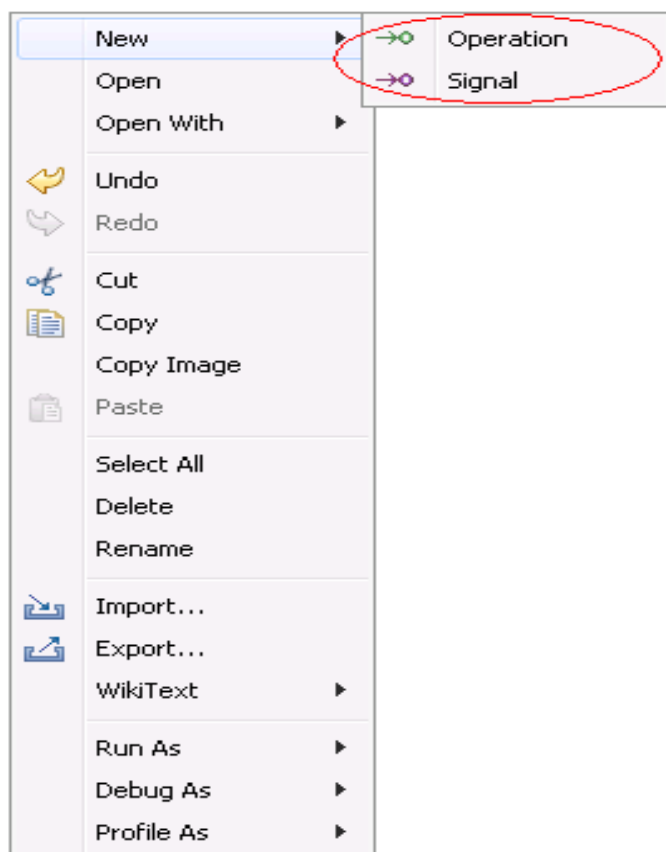 New
Operation
Signal
Open
Open With
Undo
Redo
Cut
Copy
Copy Image
Paste
Select All
Delete
Rename
Import...
Export...
WikiText
Run As
Debug As
Profile As